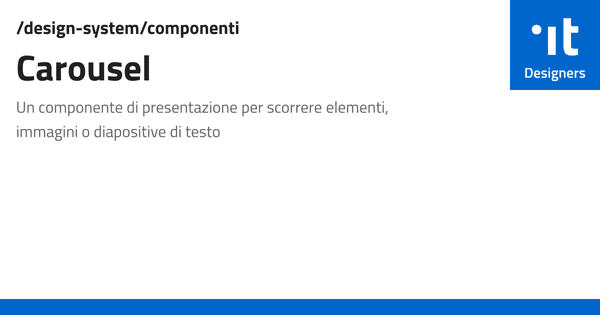 /design-system/componenti
Carousel
Un componente di presentazione per scorrere elementi,
immagini o diapositive di testo
it
Designers